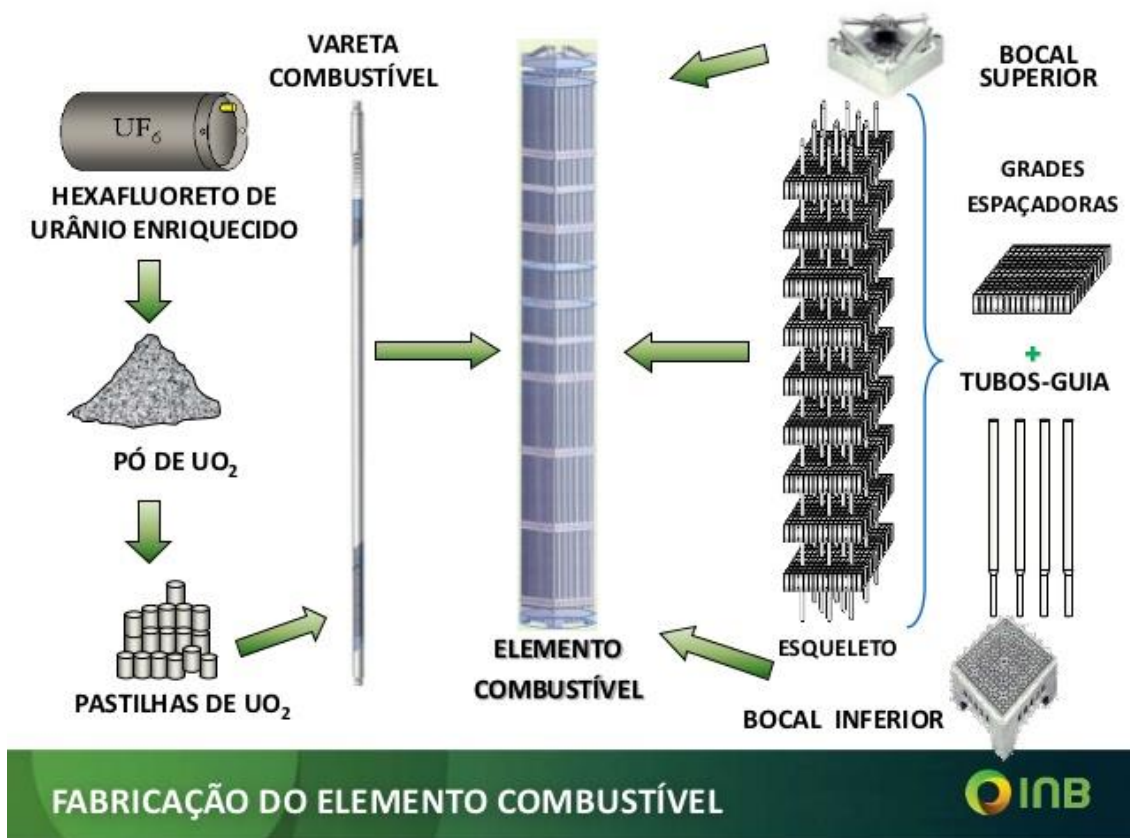 VARETA
COMBUSTÍVEL
BOCAL
SUPERIOR
UF₆
HEXAFLUORETO DE
URÂNIO ENRIQUECIDO
GRADES
ESPAÇADORAS
+
TUBOS-GUIA
PÓ DE UO₂
PASTILHAS DE UO₂
ELEMENTO
COMBUSTÍVEL
ESQUELETO
BOCAL INFERIOR
FABRICAÇÃO DO ELEMENTO COMBUSTÍVEL
INB